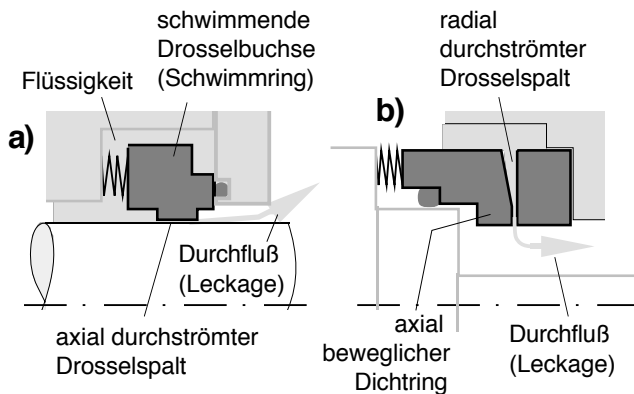 schwimmende
Drosselbuchse
(Schwimmring)
Flüssigkeit
a)
Durchfluß
(Leckage)
axial durchströmter
Drosselspalt
radial
durchströmter
Drosselspalt
b)
axial
beweglicher
Dichtring
Durchfluß
(Leckage)